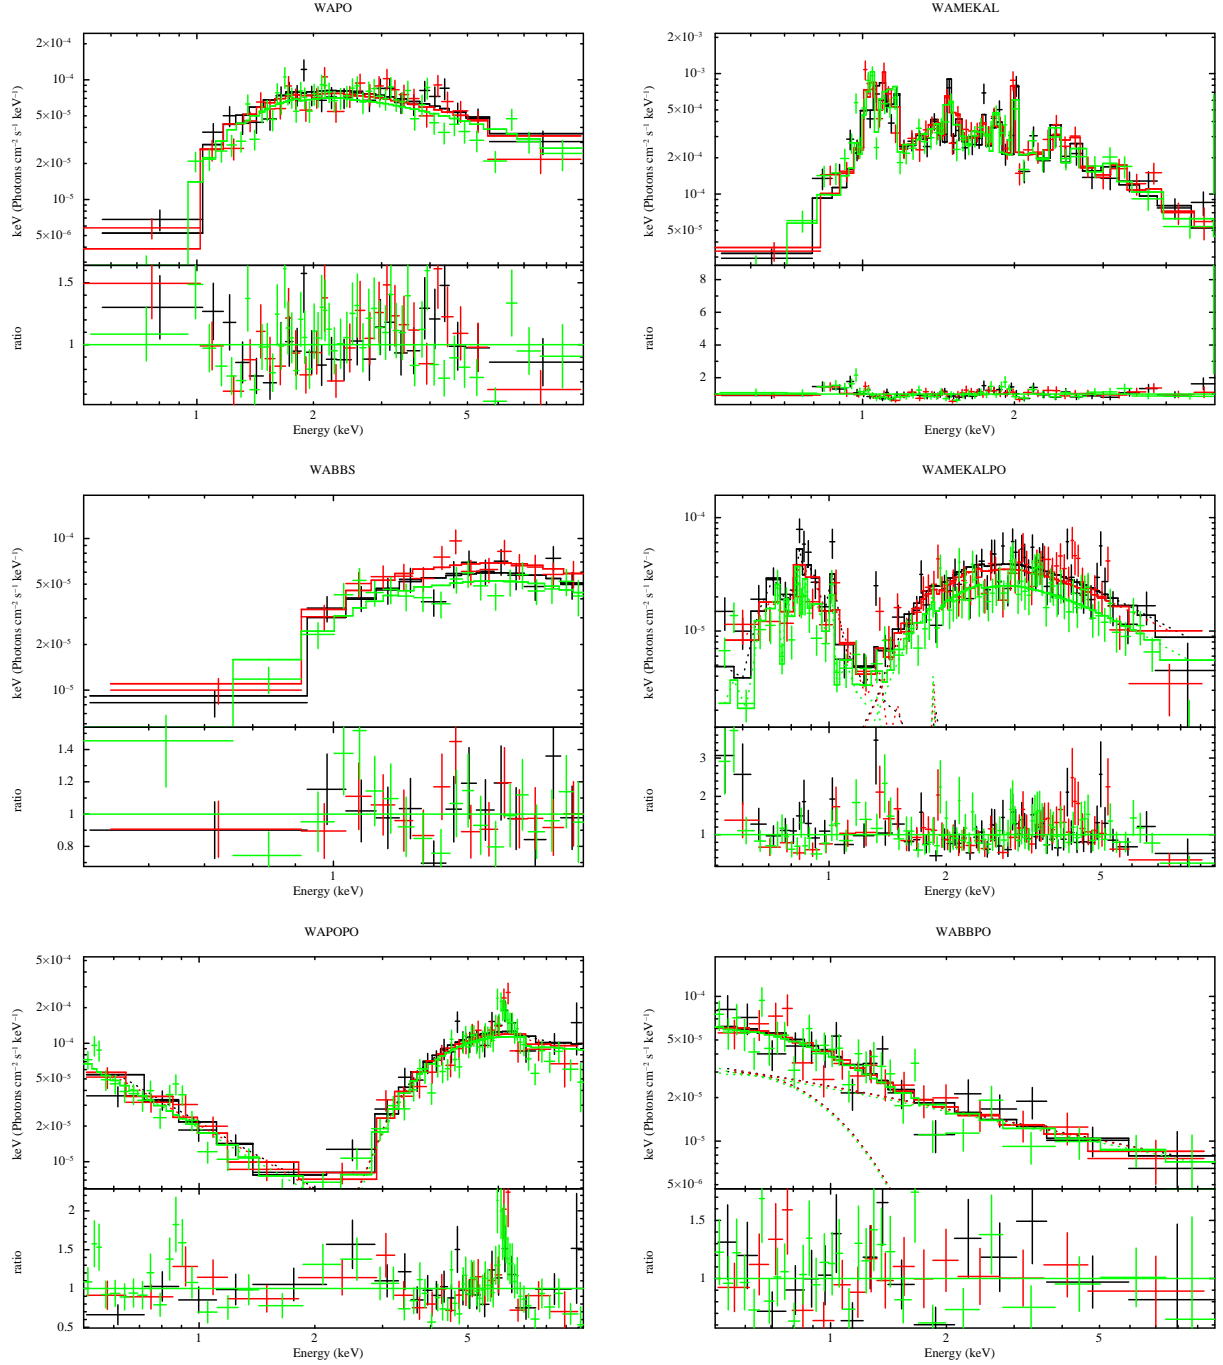 WAPO
keV (Photons cm⁻² s⁻¹ keV⁻¹)
2×10⁻⁴
10⁻⁴
5×10⁻⁵
2×10⁻⁵
10⁻⁵
5×10⁻⁶
ratio
1.5
1
1 2 5
Energy (keV)
WAMEKAL
keV (Photons cm⁻² s⁻¹ keV⁻¹)
2×10⁻³
10⁻³
5×10⁻⁴
2×10⁻⁴
10⁻⁴
5×10⁻⁵
ratio
8
6
4
2
1 2
Energy (keV)
WABBS
keV (Photons cm⁻² s⁻¹ keV⁻¹)
10⁻⁴
5×10⁻⁵
2×10⁻⁵
10⁻⁵
ratio
1.4
1.2
1
0.8
1
Energy (keV)
WAMEKALPO
keV (Photons cm⁻² s⁻¹ keV⁻¹)
10⁻⁴
10⁻⁵
ratio
3
2
1
1 2 5
Energy (keV)
WAPOPO
keV (Photons cm⁻² s⁻¹ keV⁻¹)
5×10⁻⁴
2×10⁻⁴
10⁻⁴
5×10⁻⁵
2×10⁻⁵
10⁻⁵
ratio
2
1.5
1
0.5
1 2 5
Energy (keV)
WABBPO
keV (Photons cm⁻² s⁻¹ keV⁻¹)
10⁻⁴
5×10⁻⁵
2×10⁻⁵
10⁻⁵
5×10⁻⁶
ratio
1.5
1
1 2 5
Energy (keV)